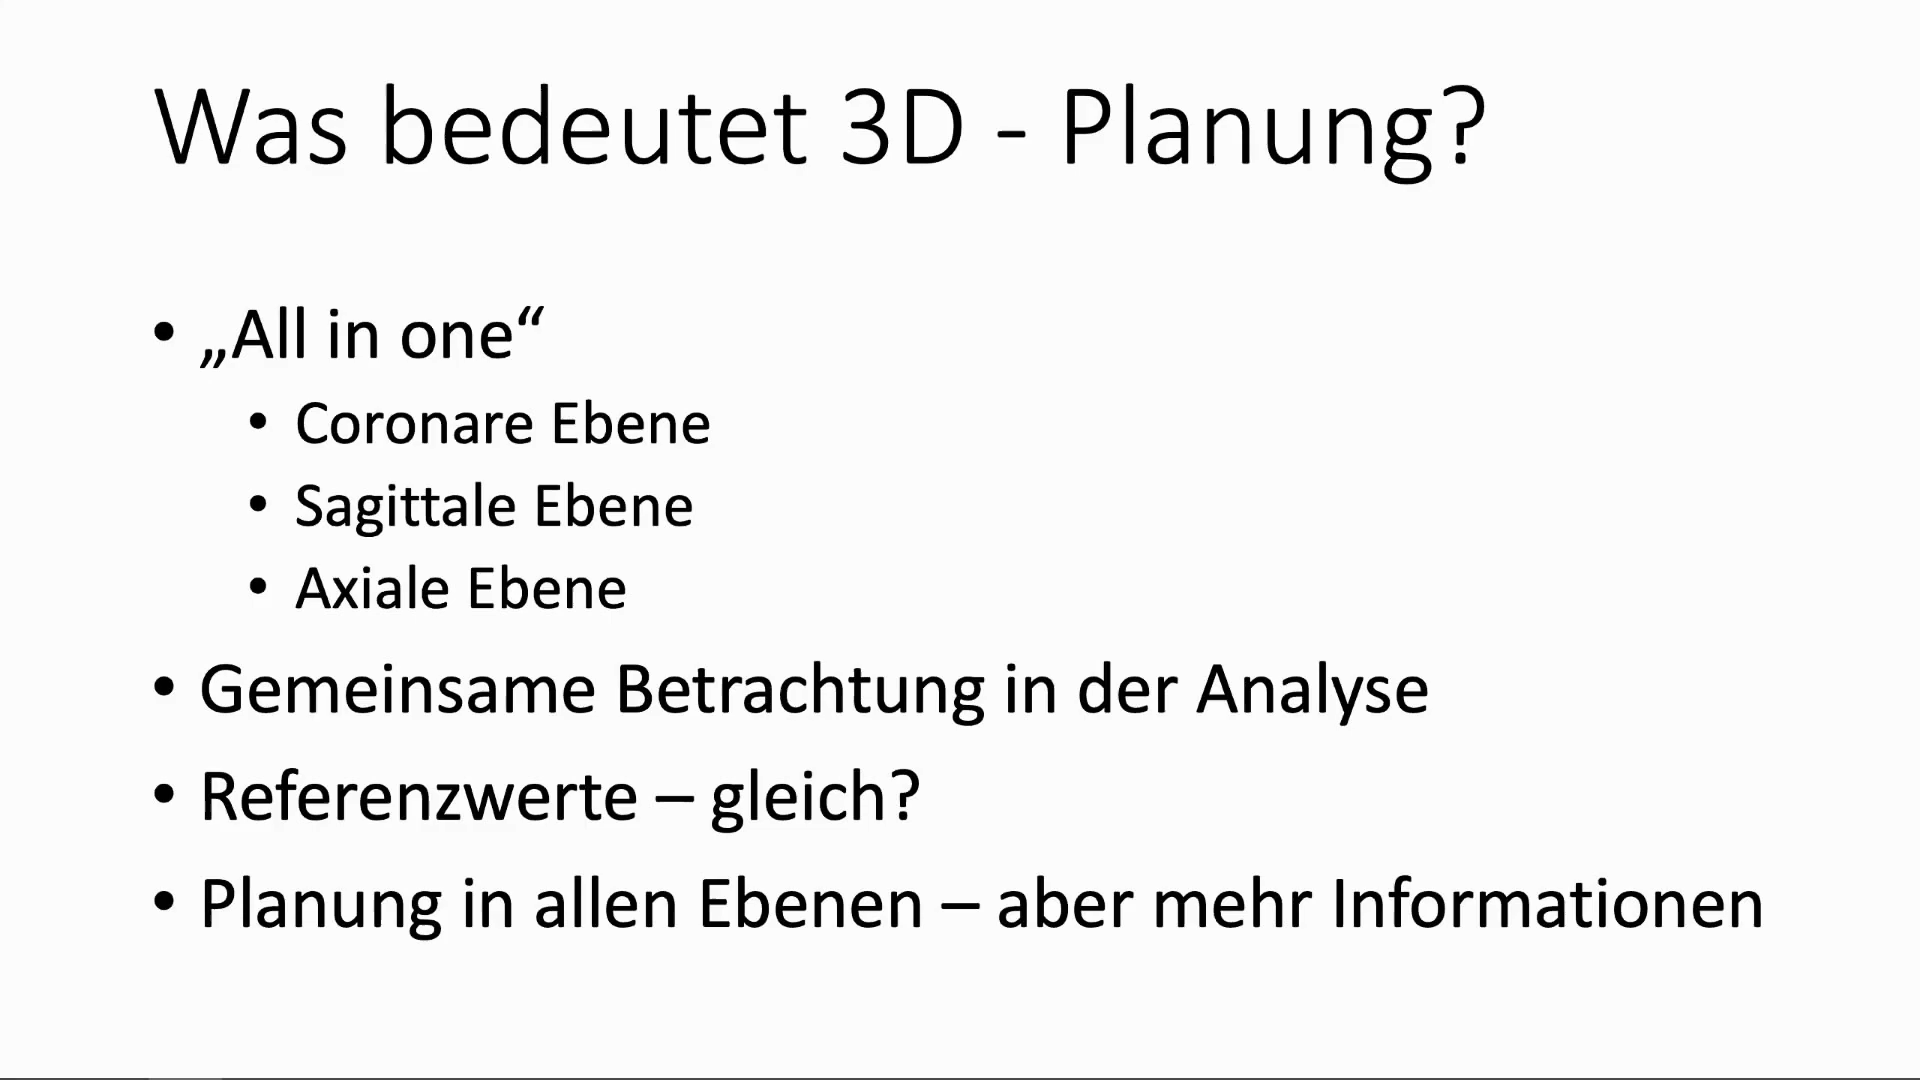 Was bedeutet 3D - Planung?
• „All in one“
• Coronare Ebene
• Sagittale Ebene
• Axiale Ebene
• Gemeinsame Betrachtung in der Analyse
• Referenzwerte – gleich?
• Planung in allen Ebenen – aber mehr Informationen